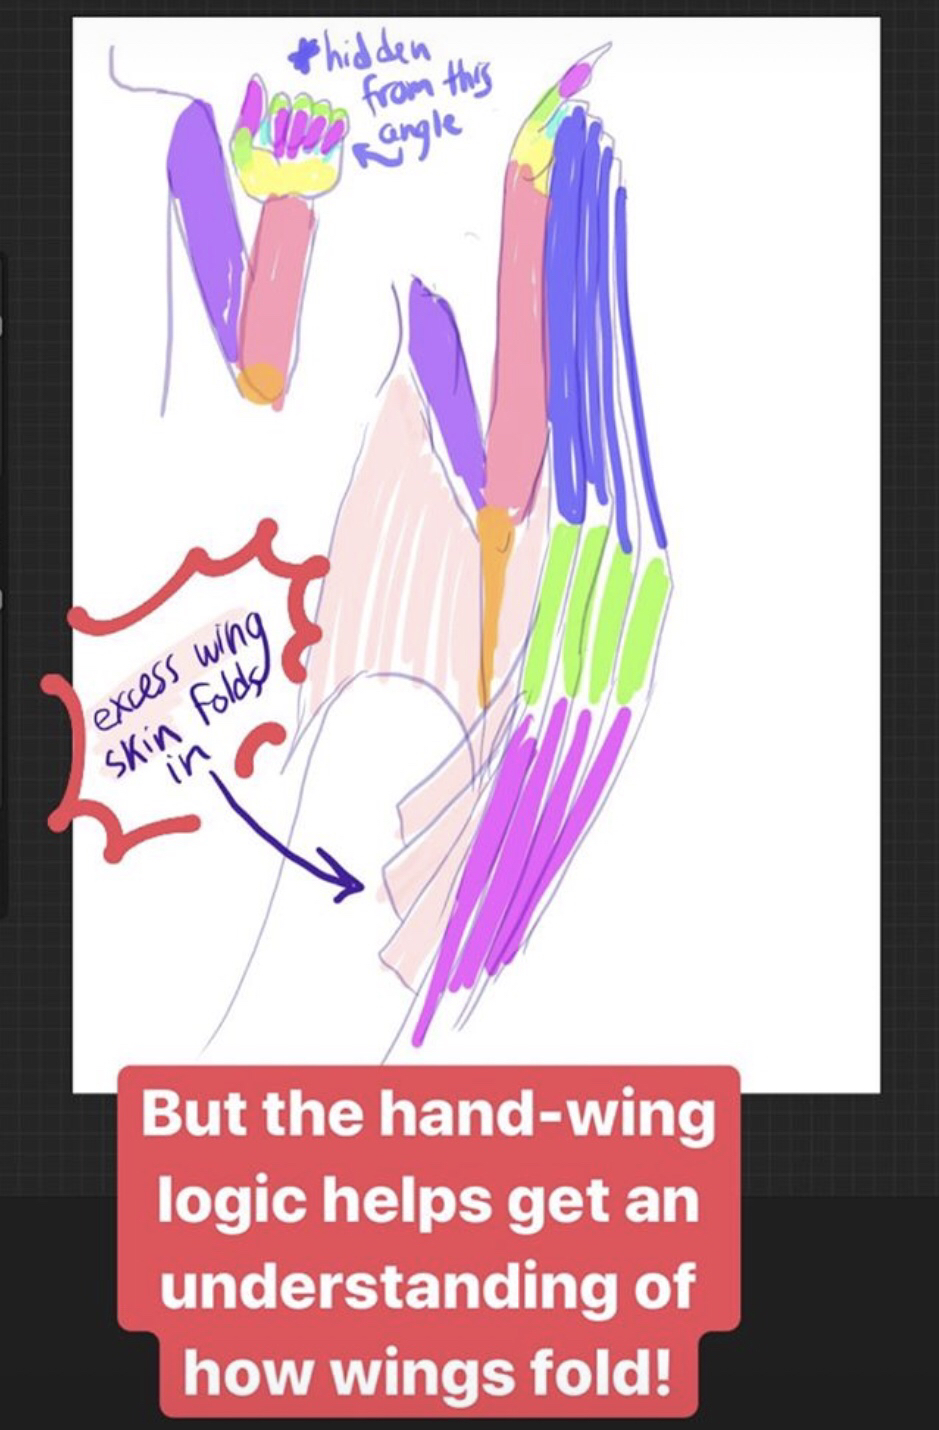 *hidden
from this
angle
excess wing
skin folds
in
But the hand-wing
logic helps get an
understanding of
how wings fold!